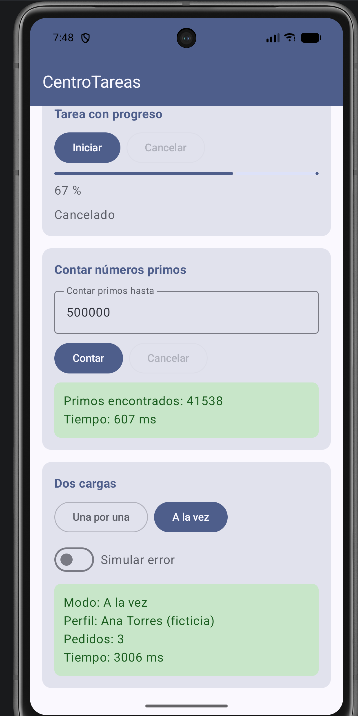 7:48
CentroTareas
Tarea con progreso
Iniciar
Cancelar
67 %
Cancelado
Contar números primos
Contar primos hasta
500000
Contar
Cancelar
Primos encontrados: 41538
Tiempo: 607 ms
Dos cargas
Una por una
A la vez
Simular error
Modo: A la vez
Perfil: Ana Torres (ficticia)
Pedidos: 3
Tiempo: 3006 ms